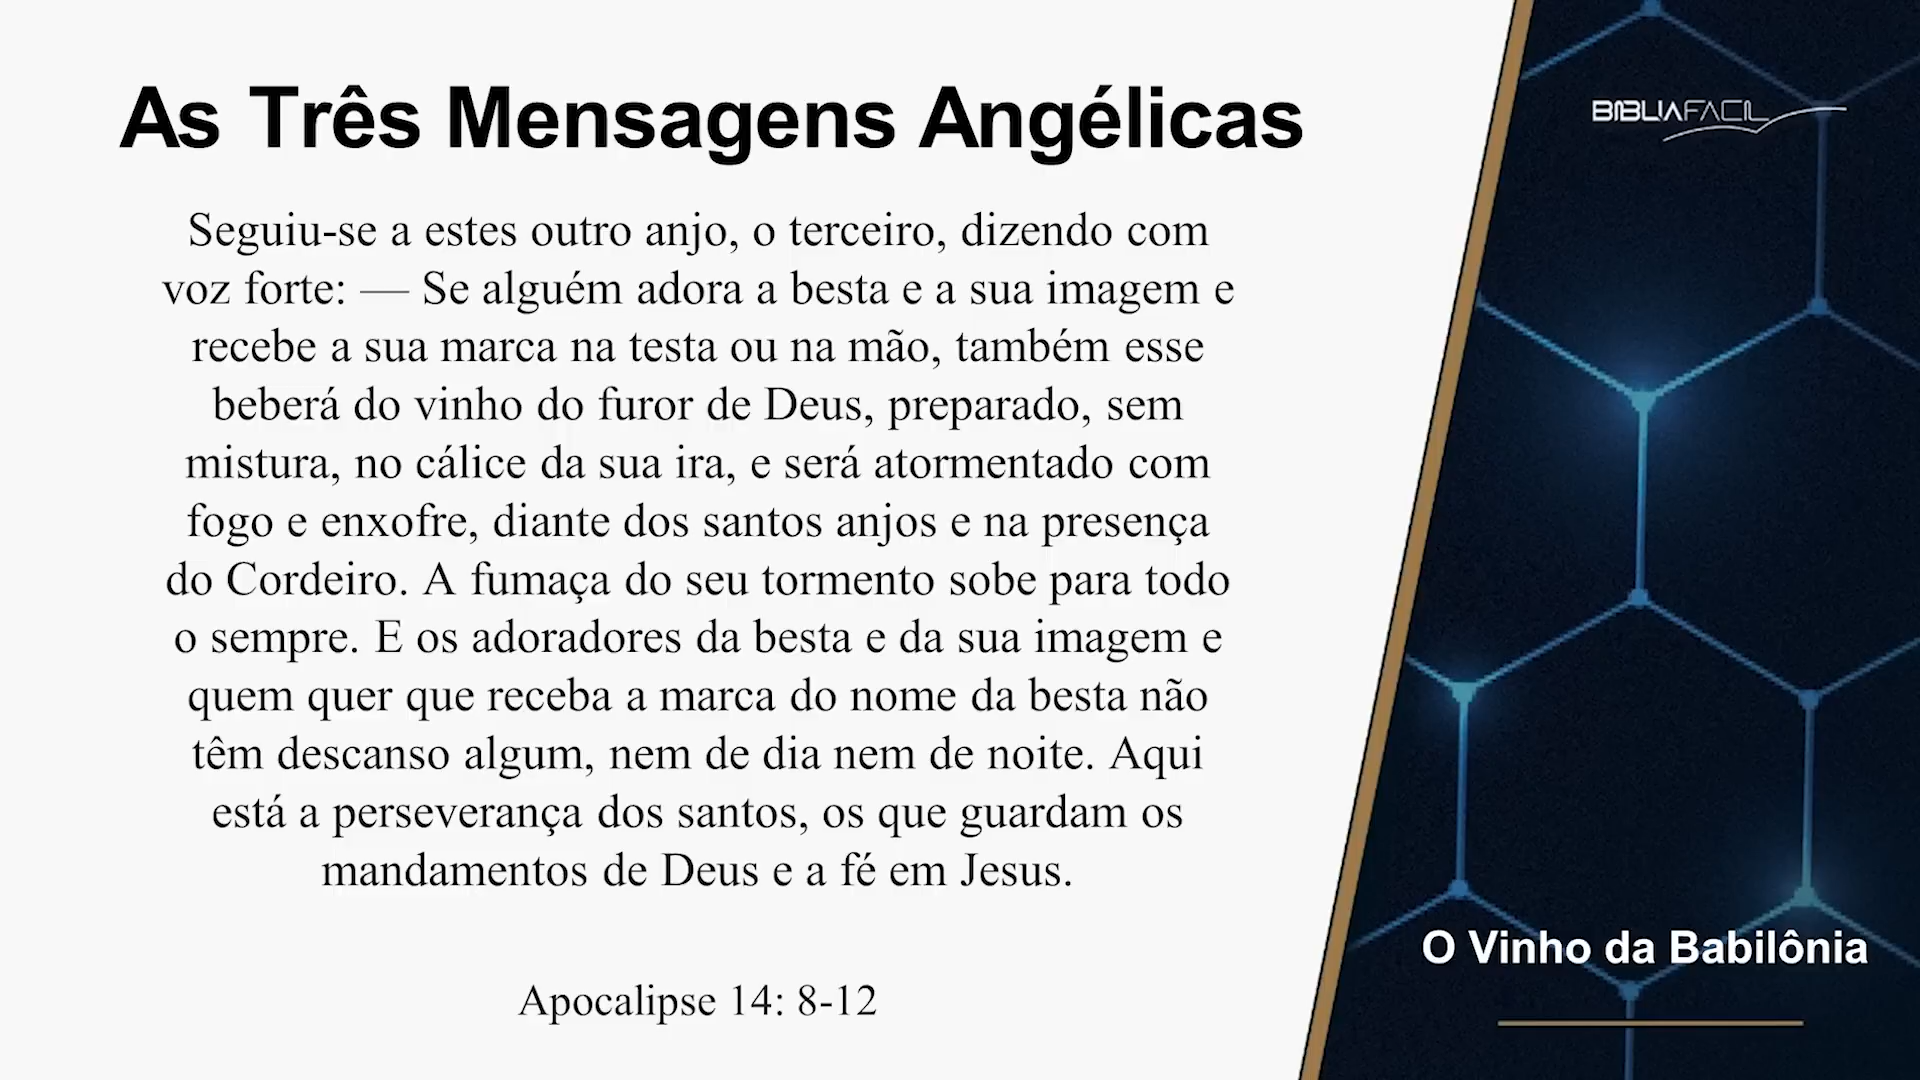 As Três Mensagens Angélicas
Seguiu-se a estes outro anjo, o terceiro, dizendo com
voz forte: — Se alguém adora a besta e a sua imagem e
recebe a sua marca na testa ou na mão, também esse
beberá do vinho do furor de Deus, preparado, sem
mistura, no cálice da sua ira, e será atormentado com
fogo e enxofre, diante dos santos anjos e na presença
do Cordeiro. A fumaça do seu tormento sobe para todo
o sempre. E os adoradores da besta e da sua imagem e
quem quer que receba a marca do nome da besta não
têm descanso algum, nem de dia nem de noite. Aqui
está a perseverança dos santos, os que guardam os
mandamentos de Deus e a fé em Jesus.
Apocalipse 14: 8-12
BIBLIAFACIL
O Vinho da Babilônia